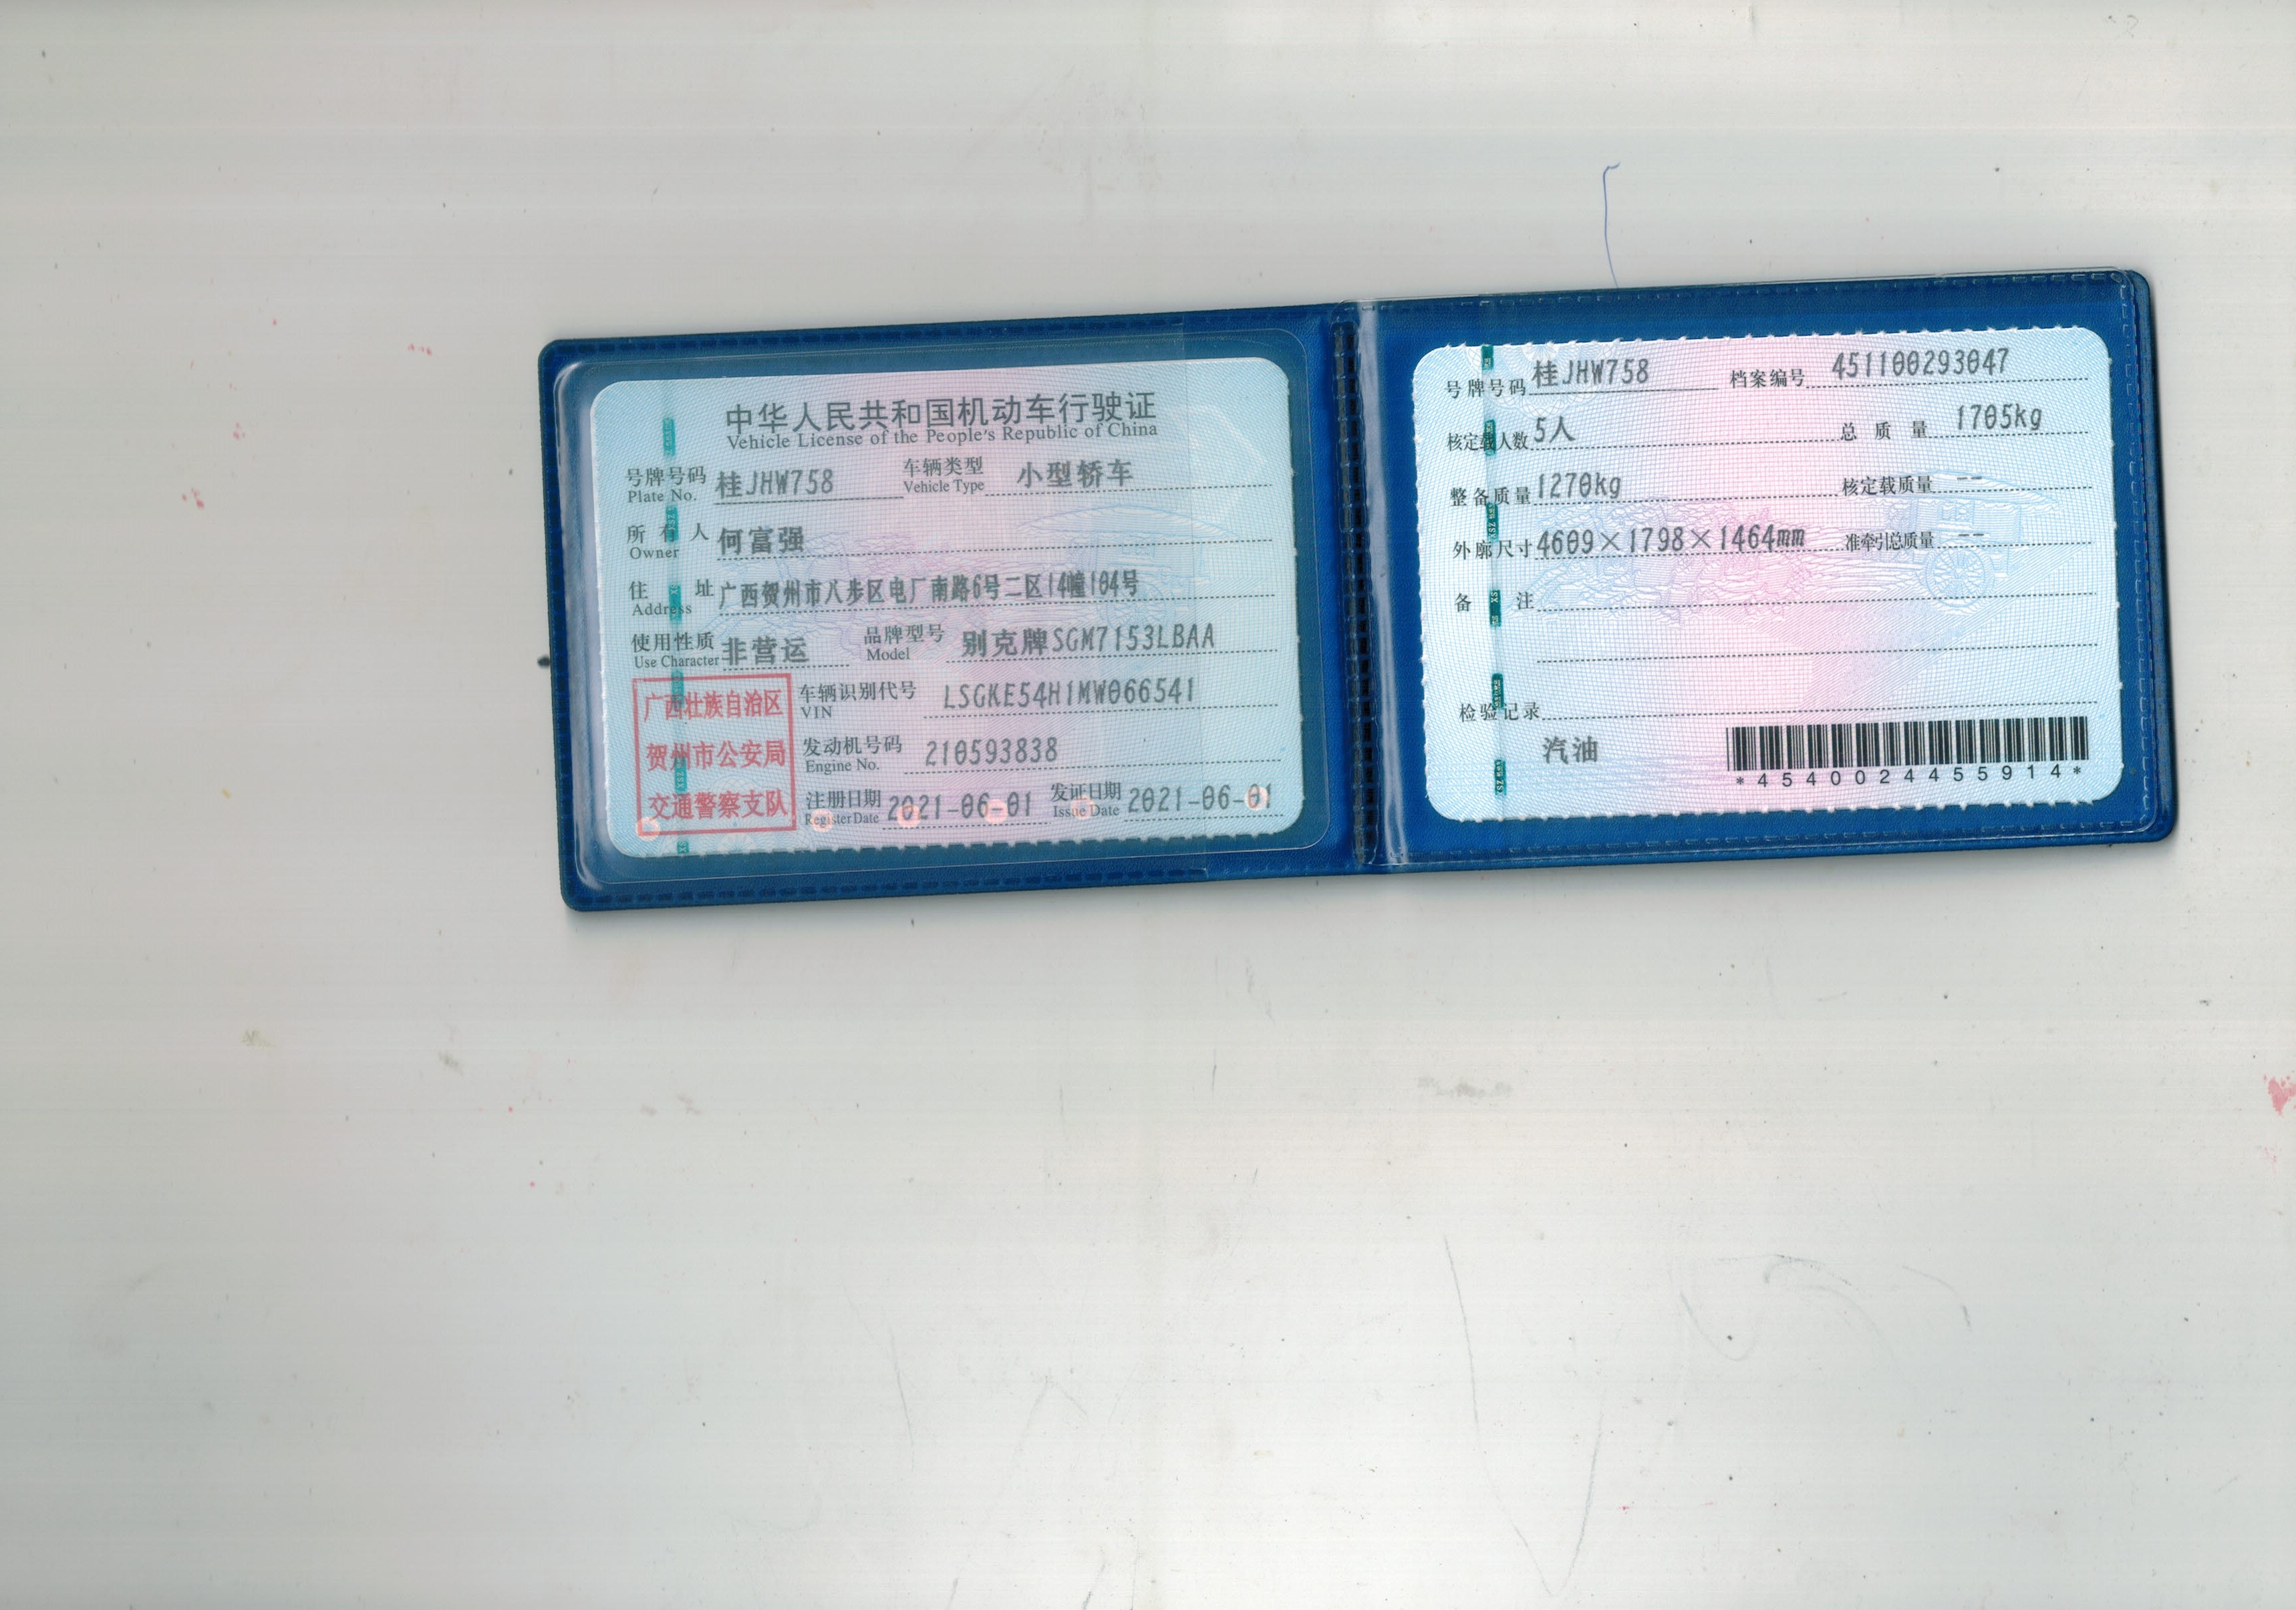 中华人民共和国机动车行驶证
Vehicle License of the People's Republic of China
号牌号码 桂JHW758 车辆类型 小型轿车
Plate No. Vehicle Type
所有人 何富强
Owner
住址 广西贺州市八步区电厂南路6号二区14幢104号
Address
使用性质 非营运 品牌型号 别克牌SGM7153LBAA
Use Character Model
广西壮族自治区
贺州市公安局
交通警察支队
车辆识别代号 LSGKE54H1MW066541
VIN
发动机号码 210593838
Engine No.
注册日期 2021-06-01 发证日期 2021-06-01
Register Date Issue Date
号牌号码 桂JHW758 档案编号 451100293047
核定载人数 5人 总质量 1705kg
整备质量 1270kg 核定载质量 --
外廓尺寸 4609×1798×1464mm 准牵引总质量 --
备注
检验记录
汽油
*4540024455914*